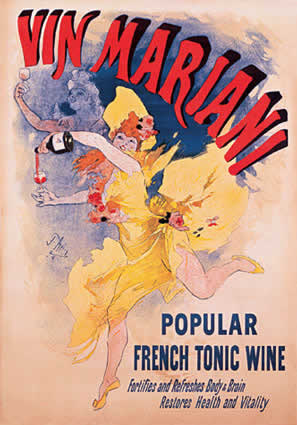 VIN MARIANI
POPULAR
FRENCH TONIC WINE
Fortifies and Refreshes Body & Brain
Restores Health and Vitality